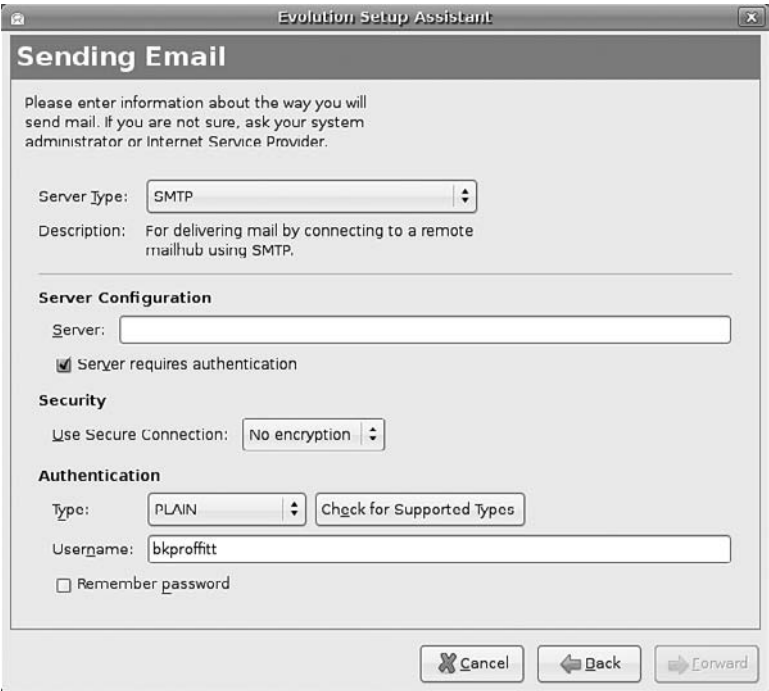 Evolution Setup Assistant
Sending Email
Please enter information about the way you will
send mail. If you are not sure, ask your system
administrator or Internet Service Provider.
Server Type: SMTP
Description: For delivering mail by connecting to a remote
mailhub using SMTP.
Server Configuration
Server:
Server requires authentication
Security
Use Secure Connection: No encryption
Authentication
Type: PLAIN Check for Supported Types
Username: bkproffitt
Remember password
Cancel Back Forward